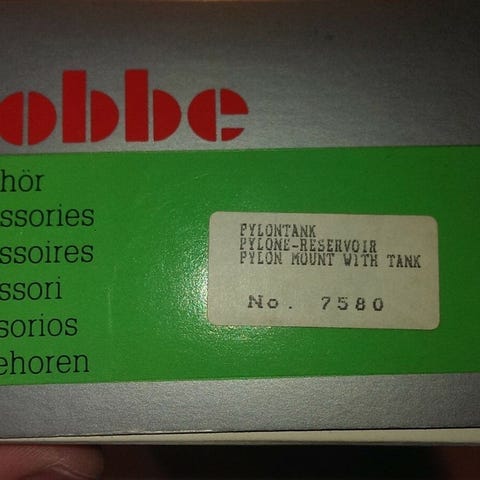 obbe
hör
ssories
ssoires
ssori
sorios
ehoren
PYLONTANK
PYLONE-RESERVOIR
PYLON MOUNT WITH TANK
No. 7580